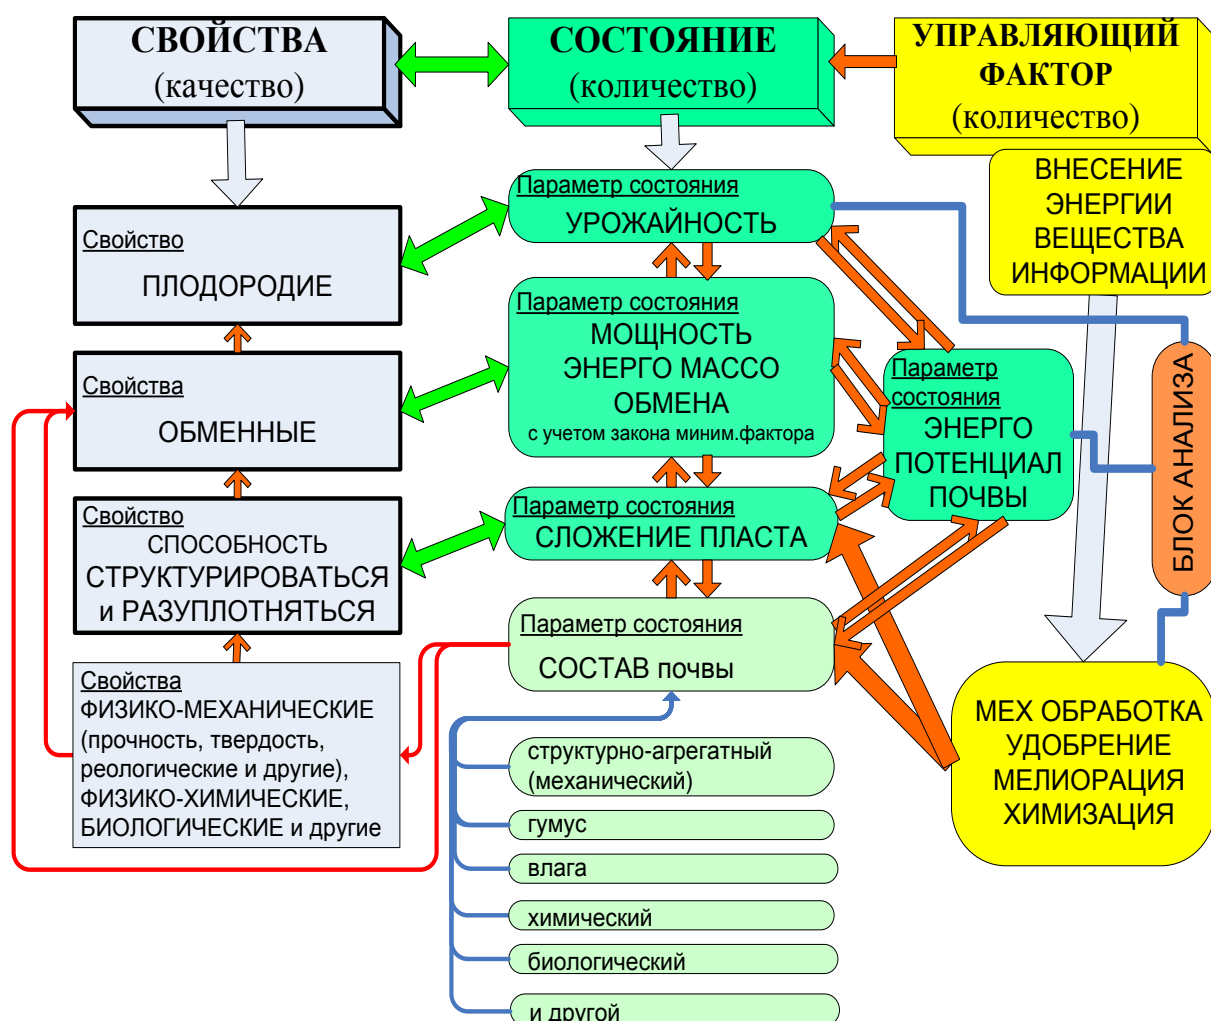 СВОЙСТВА
(качество)
СОСТОЯНИЕ
(количество)
УПРАВЛЯЮЩИЙ
ФАКТОР
(количество)
Свойство
ПЛОДОРОДИЕ
Свойства
ОБМЕННЫЕ
Свойство
СПОСОБНОСТЬ
СТРУКТУРИРОВАТЬСЯ
и РАЗУПЛОТНЯТЬСЯ
Свойства
ФИЗИКО-МЕХАНИЧЕСКИЕ
(прочность, твердость,
реологические и другие),
ФИЗИКО-ХИМИЧЕСКИЕ,
БИОЛОГИЧЕСКИЕ и другие
Параметр состояния
УРОЖАЙНОСТЬ
Параметр состояния
МОЩНОСТЬ
ЭНЕРГО МАССО
ОБМЕНА
с учетом закона миним.фактора
Параметр состояния
СЛОЖЕНИЕ ПЛАСТА
Параметр состояния
СОСТАВ почвы
структурно-агрегатный
(механический)
гумус
влага
химический
биологический
и другой
Параметр
состояния
ЭНЕРГО
ПОТЕНЦИАЛ
ПОЧВЫ
ВНЕСЕНИЕ
ЭНЕРГИИ
ВЕЩЕСТВА
ИНФОРМАЦИИ
БЛОК АНАЛИЗА
МЕХ ОБРАБОТКА
УДОБРЕНИЕ
МЕЛИОРАЦИЯ
ХИМИЗАЦИЯ